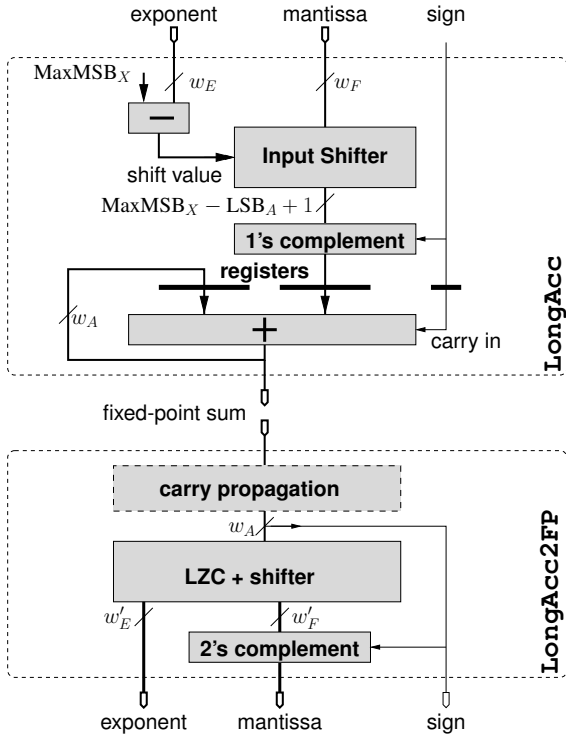 exponent mantissa sign
MaxMSB_X
w_E w_F
−
Input Shifter
shift value
MaxMSB_X − LSB_A + 1
1's complement
registers
w_A
+
carry in
LongAcc
fixed-point sum
carry propagation
w_A
LZC + shifter
w'_E w'_F
2's complement
LongAcc2FP
exponent mantissa sign